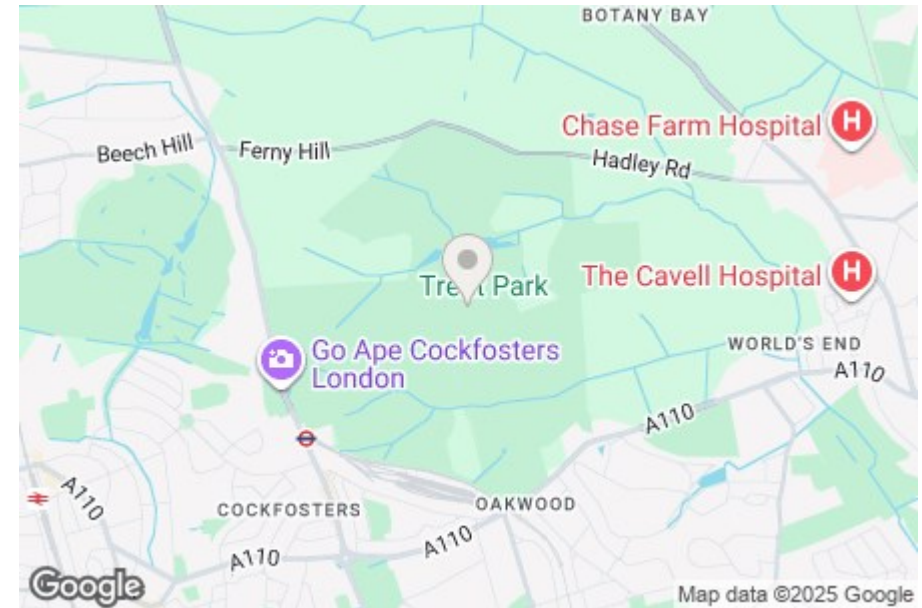 BOTANY BAY
Chase Farm Hospital
H
Beech Hill
Ferny Hill
Hadley Rd
Trent Park
The Cavell Hospital
H
Go Ape Cockfosters
London
WORLD'S END
A110
A110
A110
COCKFOSTERS
OAKWOOD
A110
A110
Google
Map data ©2025 Google